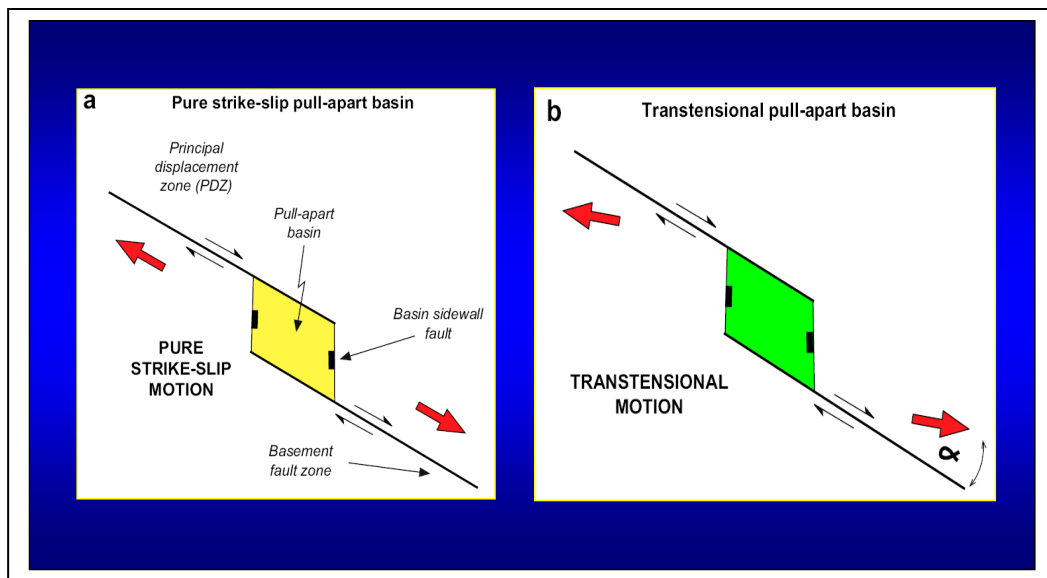 a
Pure strike-slip pull-apart basin
Principal
displacement
zone (PDZ)
Pull-apart
basin
Basin sidewall
fault
PURE
STRIKE-SLIP
MOTION
Basement
fault zone
b
Transtensional pull-apart basin
TRANSTENSIONAL
MOTION
α